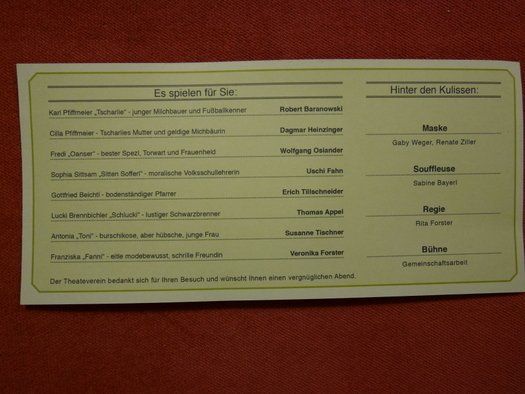 Es spielen für Sie:
Karl Pfiffmeier „Tscharlie" - junger Milchbauer und Fußballkenner Robert Baranowski
Cilla Pfiffmeier - Tscharlies Mutter und geldige Michbäurin Dagmar Heinzinger
Fredi „Oanser" - bester Spezl, Torwart und Frauenheld Wolfgang Oslander
Sophia Sittsam „Sitten Sofferl" - moralische Volksschullehrerin Uschi Fahn
Gottfried Beichtl - bodenständiger Pfarrer Erich Tillschneider
Lucki Brennbichler „Schlucki" - lustiger Schwarzbrenner Thomas Appel
Antonia „Toni" - burschikose, aber hübsche, junge Frau Susanne Tischner
Franziska „Fanni" - eitle modebewusst, schrille Freundin Veronika Forster
Der Theaterverein bedankt sich für Ihren Besuch und wünscht Ihnen einen vergnüglichen Abend.
Hinter den Kulissen:
Maske
Gaby Weger, Renate Ziller
Souffleuse
Sabine Bayerl
Regie
Rita Forster
Bühne
Gemeinschaftsarbeit